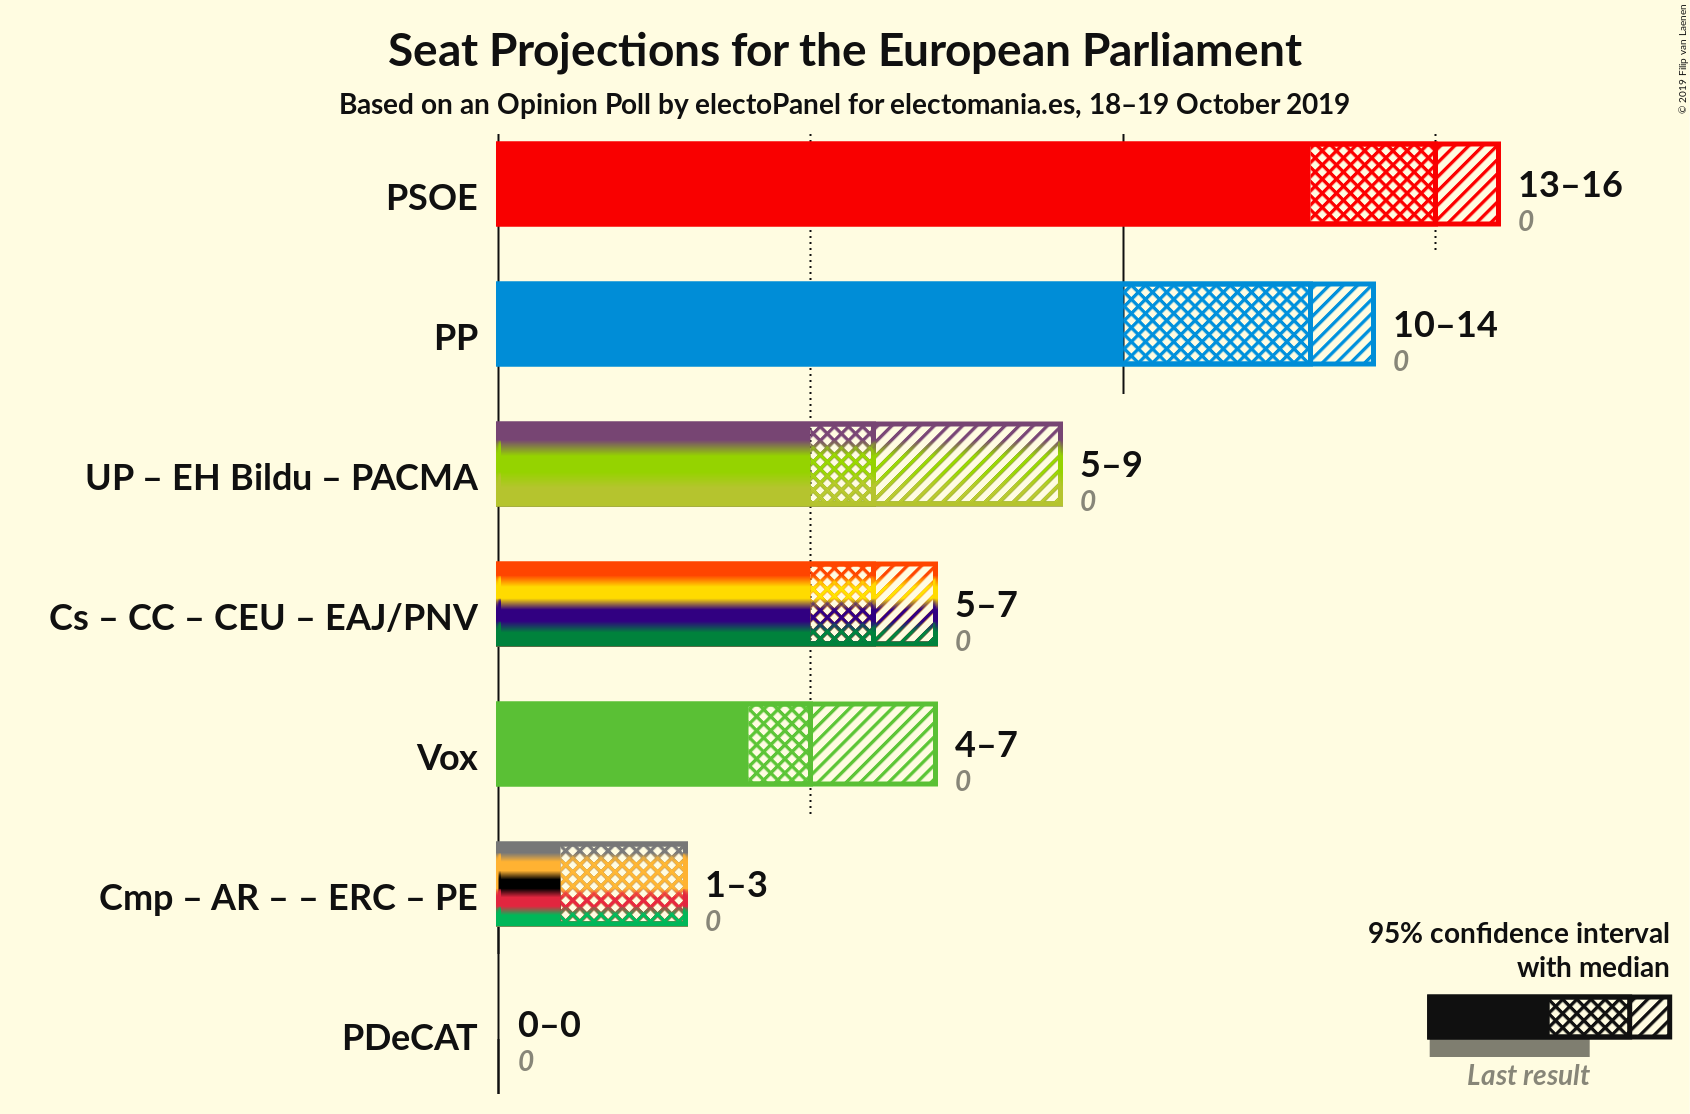 Seat Projections for the European Parliament
Based on an Opinion Poll by electoPanel for electomania.es, 18–19 October 2019
© 2019 Filip van Laenen
PSOE
13–16
0
PP
10–14
0
UP – EH Bildu – PACMA
5–9
0
Cs – CC – CEU – EAJ/PNV
5–7
0
Vox
4–7
0
Cmp – AR – – ERC – PE
1–3
0
PDeCAT
0–0
0
95% confidence interval
with median
Last result